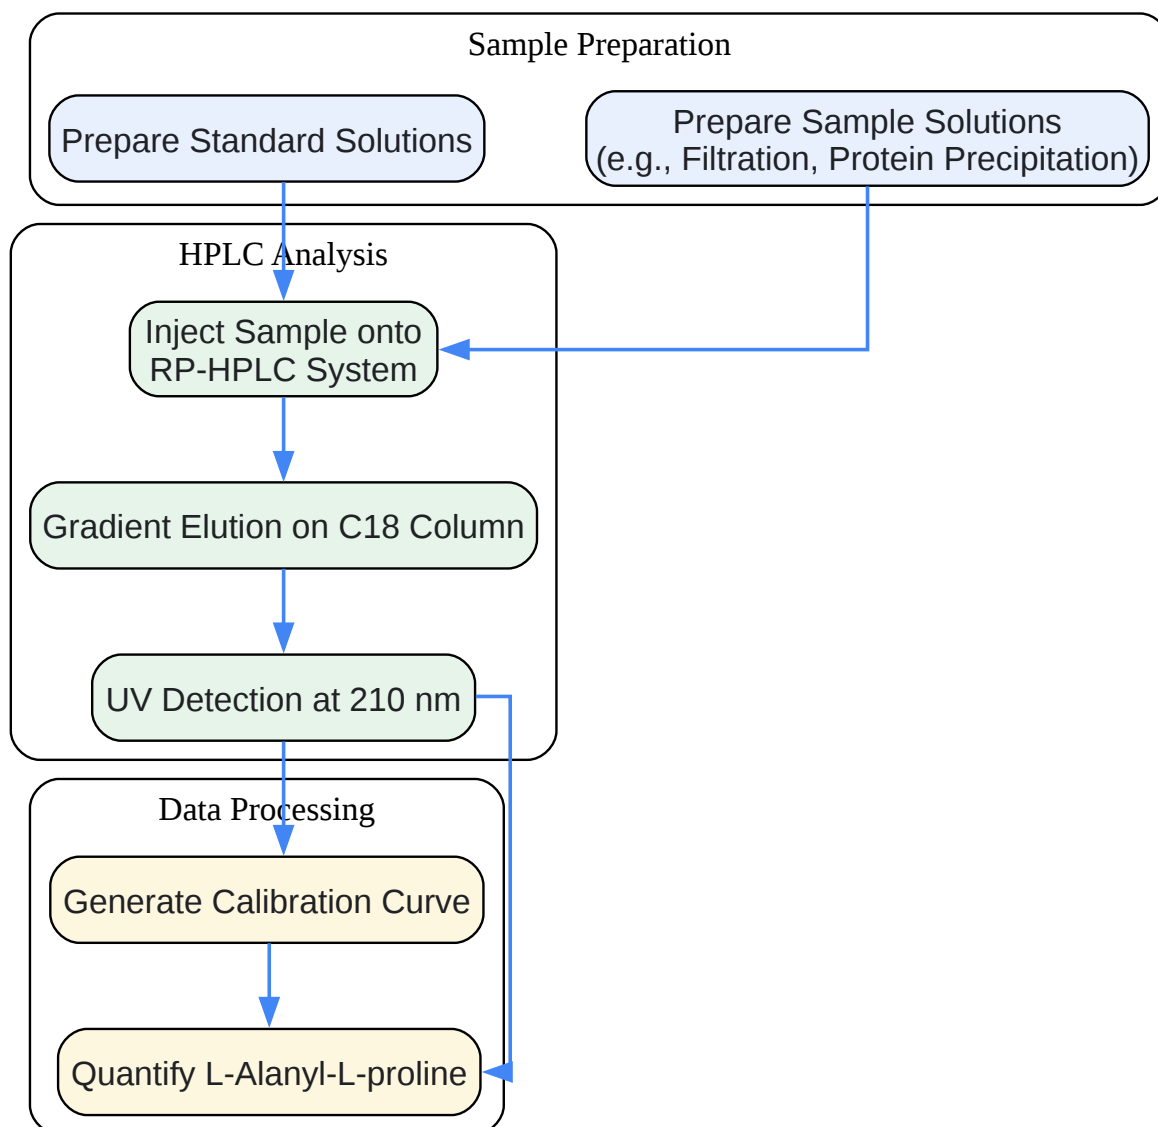 Sample Preparation
Prepare Standard Solutions
Prepare Sample Solutions
(e.g., Filtration, Protein Precipitation)
HPLC Analysis
Inject Sample onto
RP-HPLC System
Gradient Elution on C18 Column
UV Detection at 210 nm
Data Processing
Generate Calibration Curve
Quantify L-Alanyl-L-proline